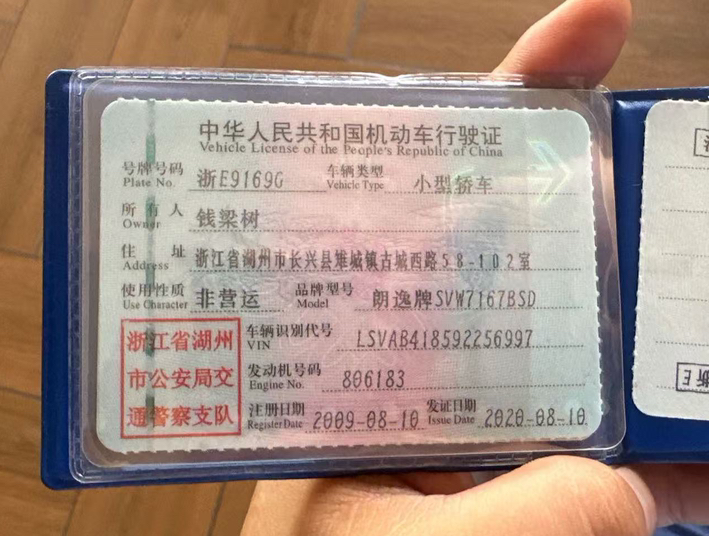 中华人民共和国机动车行驶证
Vehicle License of the People's Republic of China
号牌号码 浙E9169G 车辆类型 小型轿车
Plate No. Vehicle Type
所有人 钱梁树
Owner
住址 浙江省湖州市长兴县雉城镇古城西路58-102室
Address
使用性质 非营运 品牌型号 朗逸牌SVW7167BSD
Use Character Model
浙江省湖州
市公安局交
通警察支队
车辆识别代号 LSVAB418592256997
VIN
发动机号码 806183
Engine No.
注册日期 2009-08-10 发证日期 2020-08-10
Register Date Issue Date
浙E